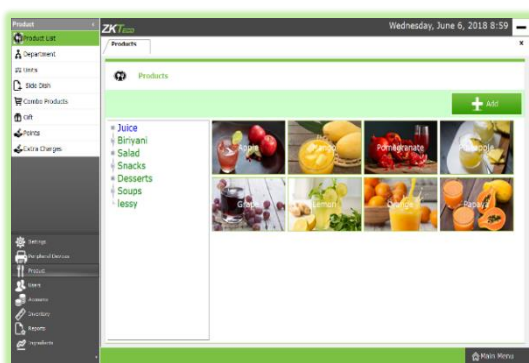 Product
Product List
Department
Units
Side Dish
Combo Products
Gift
Points
Extra Charges
Settings
Peripheral Devices
Product
Users
Accounts
Inventory
Reports
Ingredients
ZKTeco
Wednesday, June 6, 2018 8:59
Products
x
Products
Add
Juice
Biriyani
Salad
Snacks
Desserts
Soups
lessy
Apple
Mango
Pomegranate
Pineapple
Grape
Lemon
Orange
Papaya
Main Menu